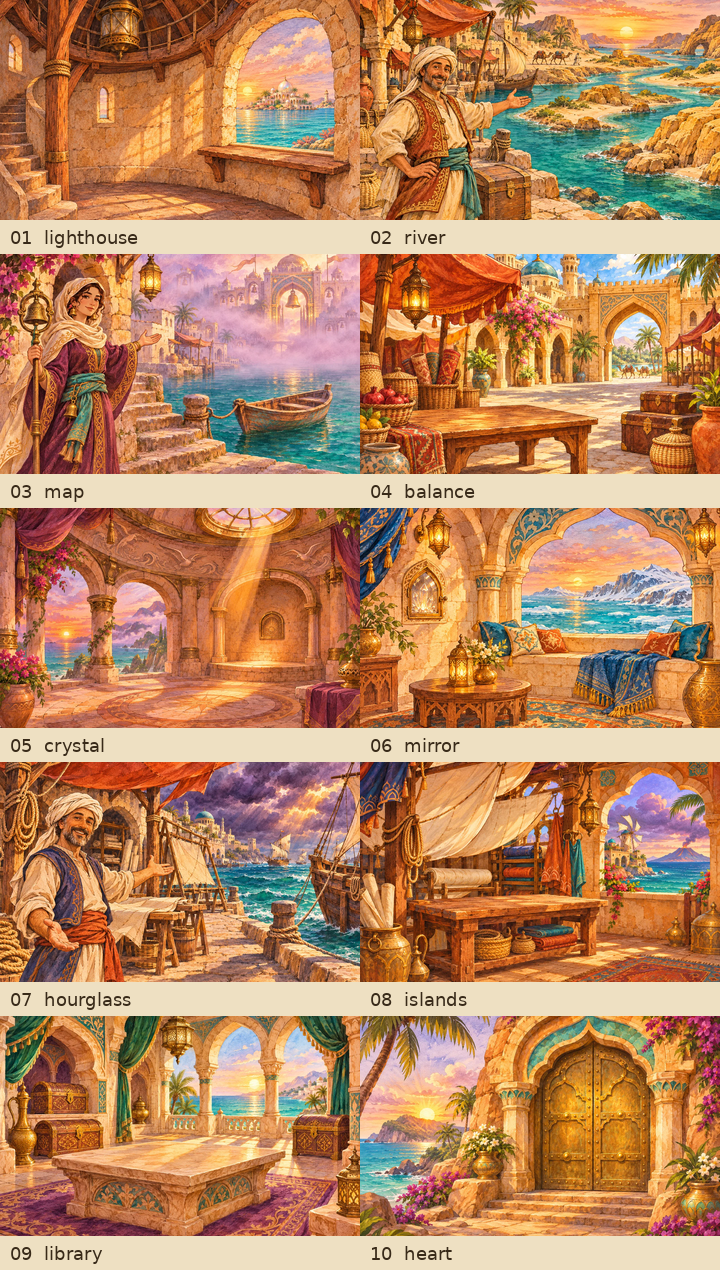 01 lighthouse
02 river
03 map
04 balance
05 crystal
06 mirror
07 hourglass
08 islands
09 library
10 heart